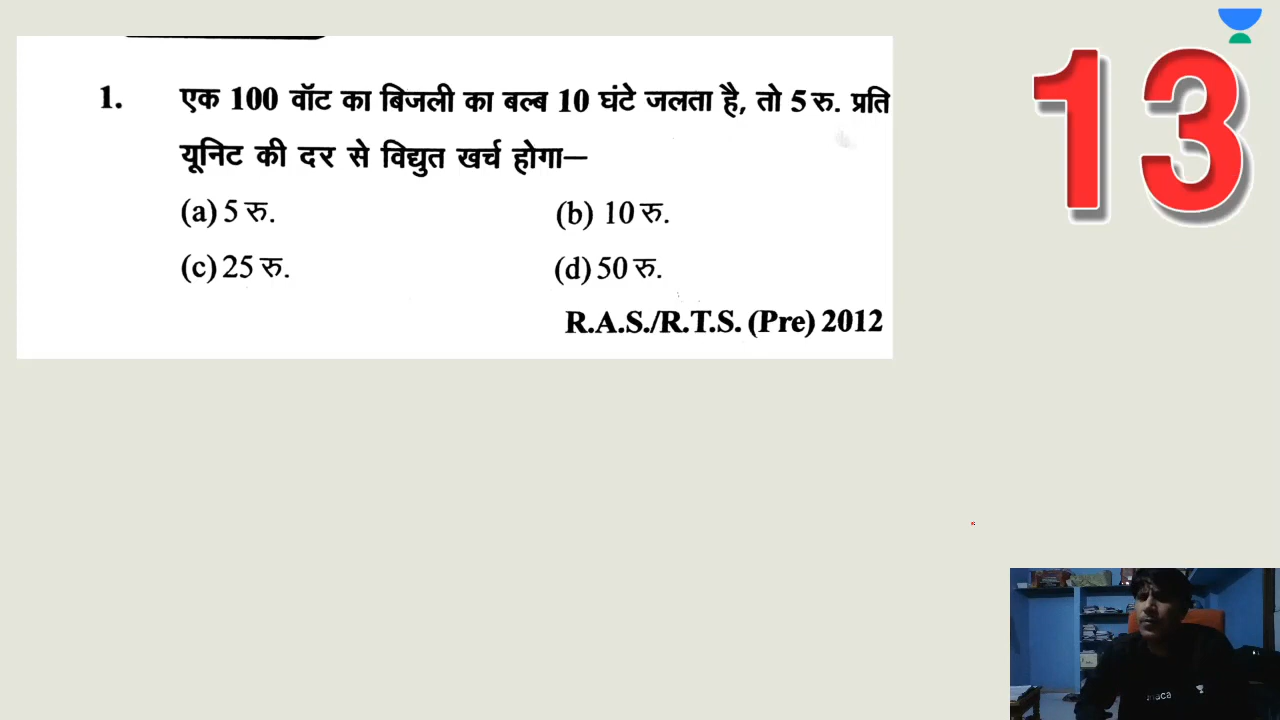 13
1. एक 100 वॉट का बिजली का बल्ब 10 घंटे जलता है, तो 5 रु. प्रति
यूनिट की दर से विद्युत खर्च होगा—
(a) 5 रु. (b) 10 रु.
(c) 25 रु. (d) 50 रु.
R.A.S./R.T.S. (Pre) 2012